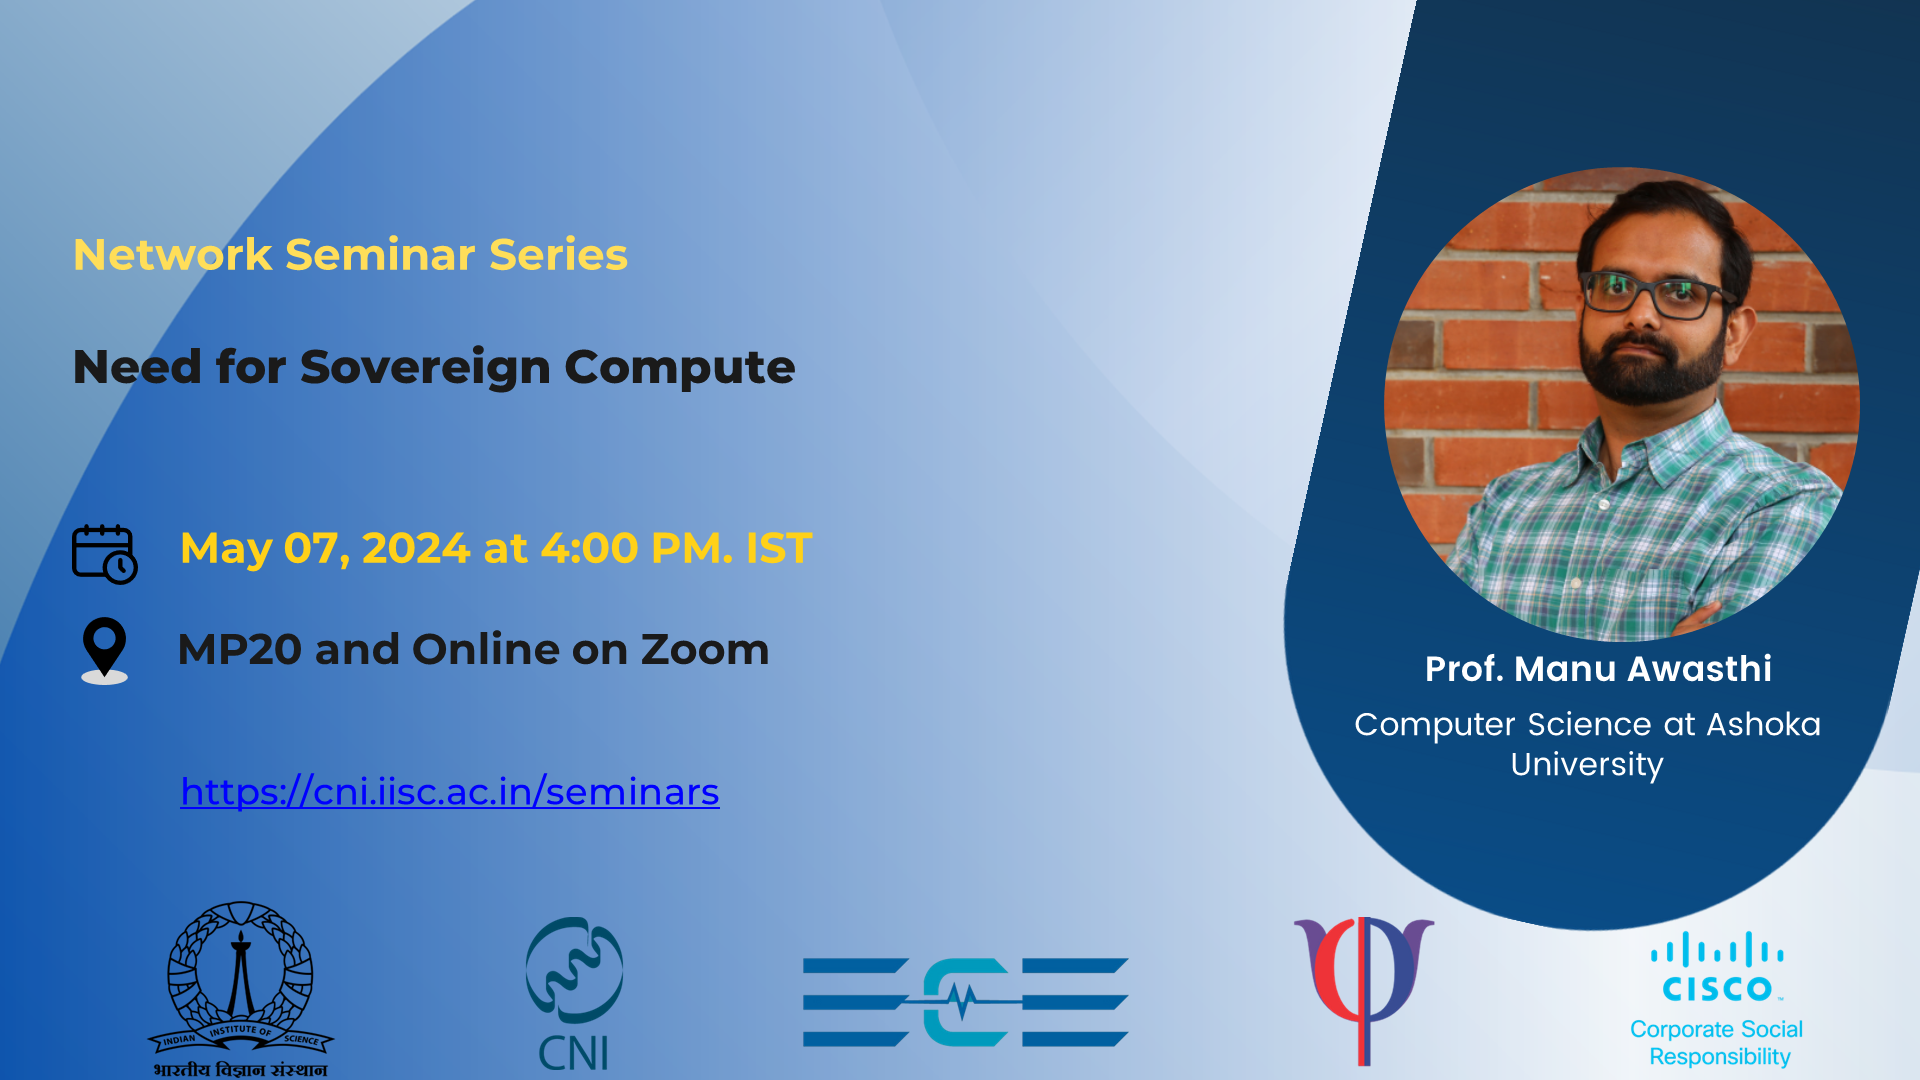 Network Seminar Series
Need for Sovereign Compute
May 07, 2024 at 4:00 PM. IST
MP20 and Online on Zoom
https://cni.iisc.ac.in/seminars
Prof. Manu Awasthi
Computer Science at Ashoka
University
INDIAN INSTITUTE OF SCIENCE
भारतीय विज्ञान संस्थान
CNI
ECE
CISCO
Corporate Social
Responsibility